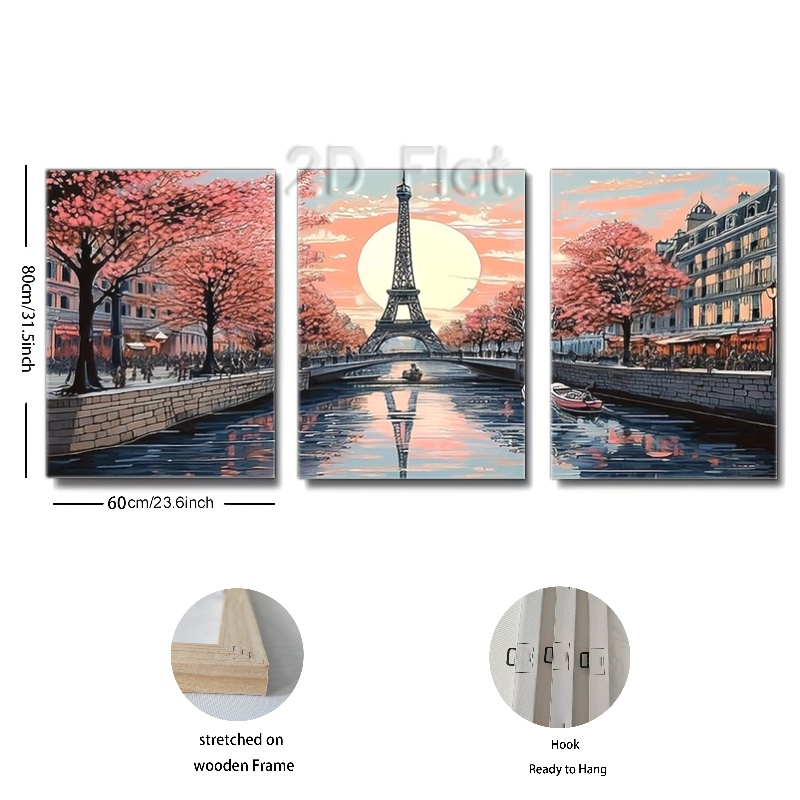 2D Flat
80cm/31.5inch
60cm/23.6inch
stretched on
wooden Frame
Hook
Ready to Hang